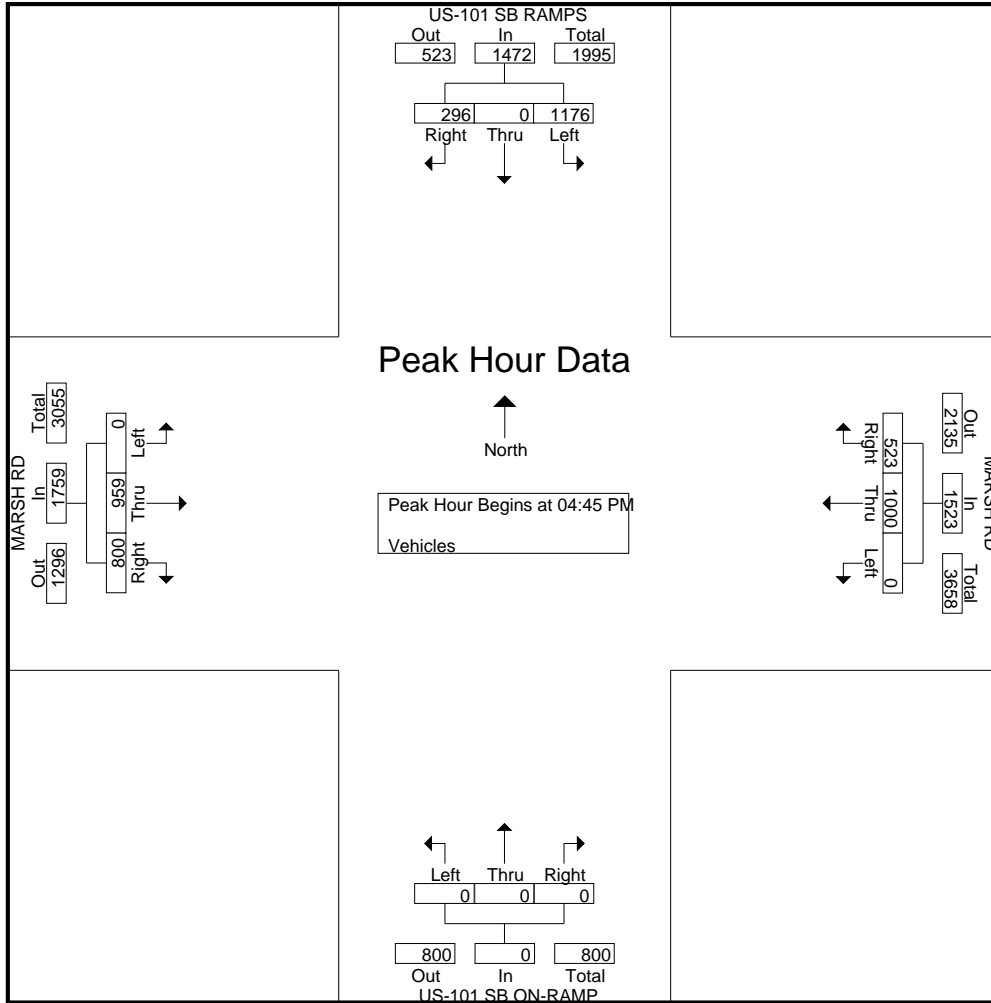 US-101 SB RAMPS
Out In Total
523 1472 1995
296 0 1176
Right Thru Left
Peak Hour Data
North
Peak Hour Begins at 04:45 PM
Vehicles
MARSH RD
Total In Out
3055 1759 1296
0 959 800
Left Thru Right
MARSH RD
Out In Total
2135 1523 3658
523 1000 0
Right Thru Left
Left Thru Right
0 0 0
800 0 800
Out In Total
US-101 SB ON-RAMP